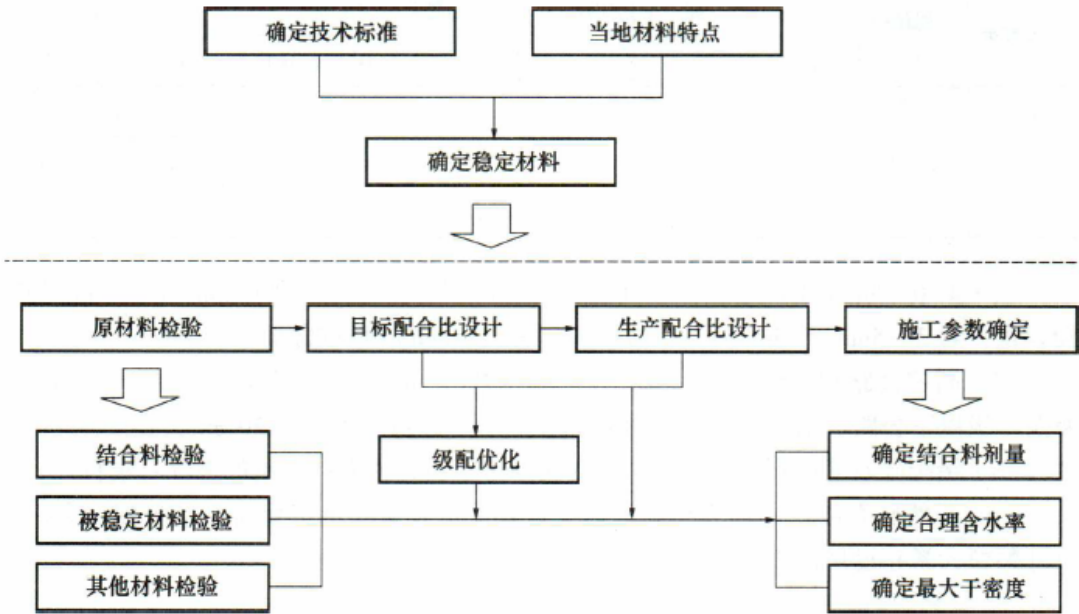 确定技术标准
当地材料特点
确定稳定材料
原材料检验
目标配合比设计
生产配合比设计
施工参数确定
结合料检验
级配优化
确定结合料剂量
被稳定材料检验
确定合理含水率
其他材料检验
确定最大干密度